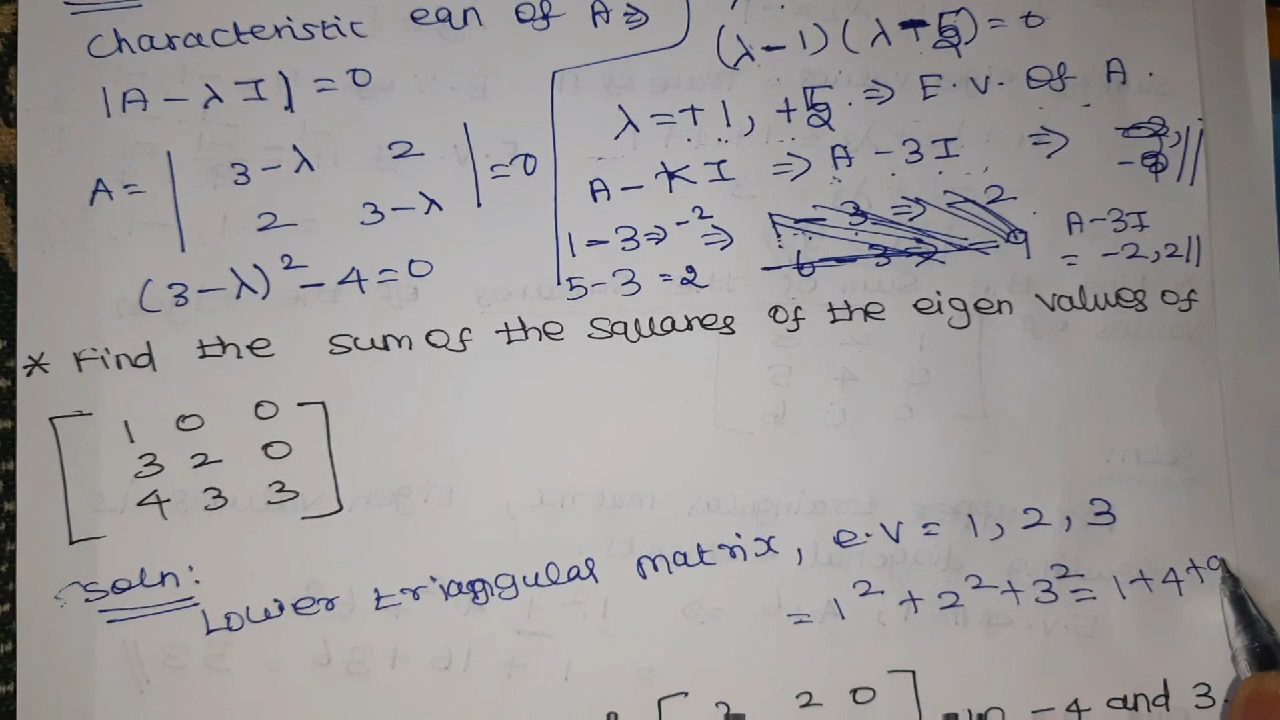 Characteristic eqn of A ⇒
|A - λI| = 0
A = | 3-λ 2 | = 0
2 3-λ
(3-λ)² - 4 = 0
(λ-1)(λ-5) = 0
λ = +1, +5 ⇒ E.V. of A.
A - KI ⇒ A - 3I ⇒
1 - 3 ⇒ -2 ⇒
5 - 3 = 2
A - 3I
= -2, 2//
* Find the sum of the squares of the eigen values of
[ 1 0 0
3 2 0
4 3 3 ]
Soln:
Lower triangular matrix, e.v = 1, 2, 3
= 1² + 2² + 3² = 1 + 4 + 9
2 2 0 ]
-4 and 3.